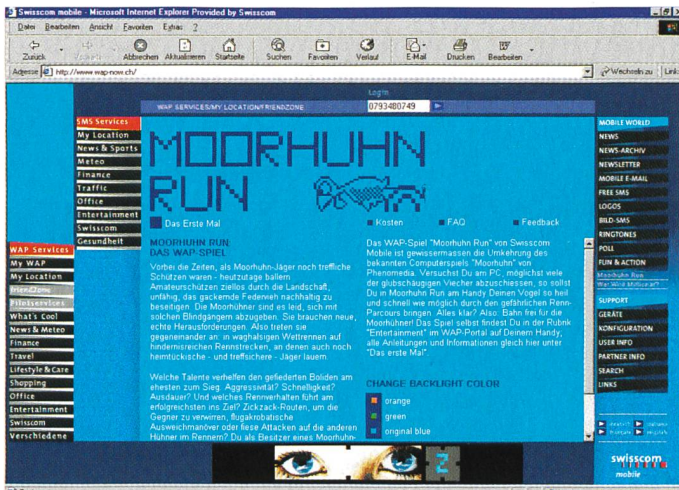 Swisscom mobile - Microsoft Internet Explorer Provided by Swisscom
Datei Bearbeiten Ansicht Favoriten Extras ?
Zurück Abbrechen Aktualisieren Startseite Suchen Favoriten Verlauf E-Mail Drucken Bearbeiten
Adresse http://www.wap-now.ch/ Wechseln zu Links
Login
WAP SERVICES/MY LOCATION/FRIENDZONE 0793480749
SMS Services
My Location
News & Sports
Meteo
Finance
Traffic
Office
Entertainment
Swisscom
Gesundheit
WAP Services
My WAP
My Location
FriendZone
Pilotservices
What's Cool
News & Meteo
Finance
Travel
Lifestyle & Care
Shopping
Office
Entertainment
Swisscom
Verschiedene
MOORHUHN
RUN
Das Erste Mal Kosten FAQ Feedback
MOORHUHN RUN:
DAS WAP-SPIEL
Vorbei die Zeiten, als Moorhuhn-Jäger noch treffliche
Schützen waren - heutzutage ballern
Amateurschützen ziellos durch die Landschaft,
unfähig, das gackernde Federvieh nachhaltig zu
beseitigen. Die Moorhühner sind es leid, sich mit
solchen Blindgängern abzugeben. Sie brauchen neue,
echte Herausforderungen. Also treten sie
gegeneinander an: in waghalsigen Wettrennen auf
hindernisreichen Rennstrecken, an denen auch noch
heimtückische - und treffsichere - Jäger lauern.
Welche Talente verhelfen den gefiederten Boliden am
ehesten zum Sieg: Aggressivität? Schnelligkeit?
Ausdauer? Und welches Rennverhalten führt am
erfolgreichsten ins Ziel? Zickzack-Routen, um die
Gegner zu verwirren, flugakrobatische
Ausweichmanöver oder fiese Attacken auf die anderen
Hühner im Rennern? Du als Besitzer eines Moorhuhn-
Das WAP-Spiel "Moorhuhn Run" von Swisscom
Mobile ist gewissermassen die Umkehrung des
bekannten Computerspiels "Moorhuhn" von
Phenomedia. Versuchst Du am PC, möglichst viele
der glubschäugigen Viecher abzuschiessen, so sollst
Du in Moorhuhn Run am Handy Deinen Vogel so heil
und schnell wie möglich durch den gefährlichen Renn-
Parcours bringen. Alles klar? Also: Bahn frei für die
Moorhühner! Das Spiel selbst findest Du in der Rubrik
"Entertainment" im WAP-Portal auf Deinem Handy,
alle Anleitungen und Informationen gleich hier unter
"Das erste Mal".
CHANGE BACKLIGHT COLOR
orange
green
original blue
MOBILE WORLD
NEWS
NEWS-ARCHIV
NEWSLETTER
MOBILE E-MAIL
FREE SMS
LOGOS
BILD-SMS
RINGTONES
POLL
FUN & ACTION
Moorhuhn Run
SUPPORT
GERÄTE
KONFIGURATION
USER INFO
PARTNER INFO
SEARCH
LINKS
swisscom
mobile